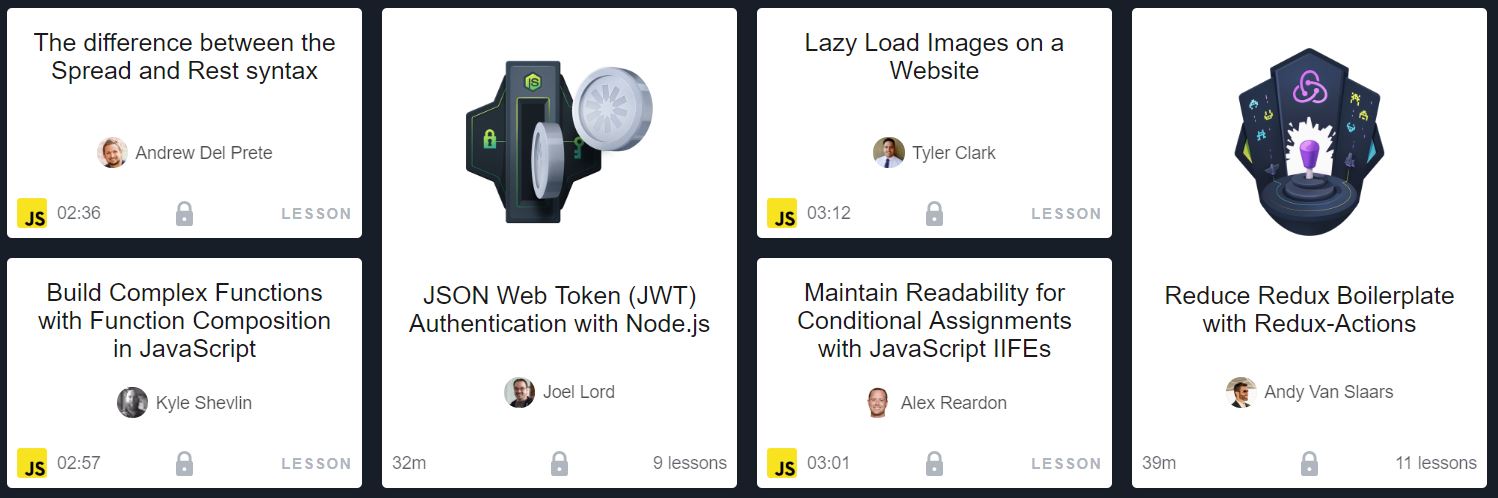 The difference between the
Spread and Rest syntax
Andrew Del Prete
JS 02:36 LESSON
Build Complex Functions
with Function Composition
in JavaScript
Kyle Shevlin
JS 02:57 LESSON
JS
JSON Web Token (JWT)
Authentication with Node.js
Joel Lord
32m 9 lessons
Lazy Load Images on a
Website
Tyler Clark
JS 03:12 LESSON
Maintain Readability for
Conditional Assignments
with JavaScript IIFEs
Alex Reardon
JS 03:01 LESSON
Reduce Redux Boilerplate
with Redux-Actions
Andy Van Slaars
39m 11 lessons